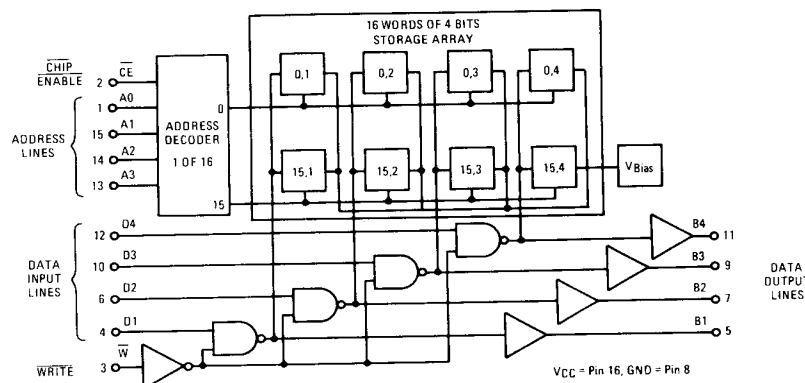 16 WORDS OF 4 BITS
STORAGE ARRAY
CHIP
ENABLE
2
CE
ADDRESS
LINES
1
A0
15
A1
14
A2
13
A3
ADDRESS
DECODER
1 OF 16
0
15
0,1
0,2
0,3
0,4
15,1
15,2
15,3
15,4
VBias
DATA
INPUT
LINES
12
D4
10
D3
6
D2
4
D1
WRITE
3
W
B4
11
B3
9
B2
7
B1
5
DATA
OUTPUT
LINES
VCC = Pin 16, GND = Pin 8